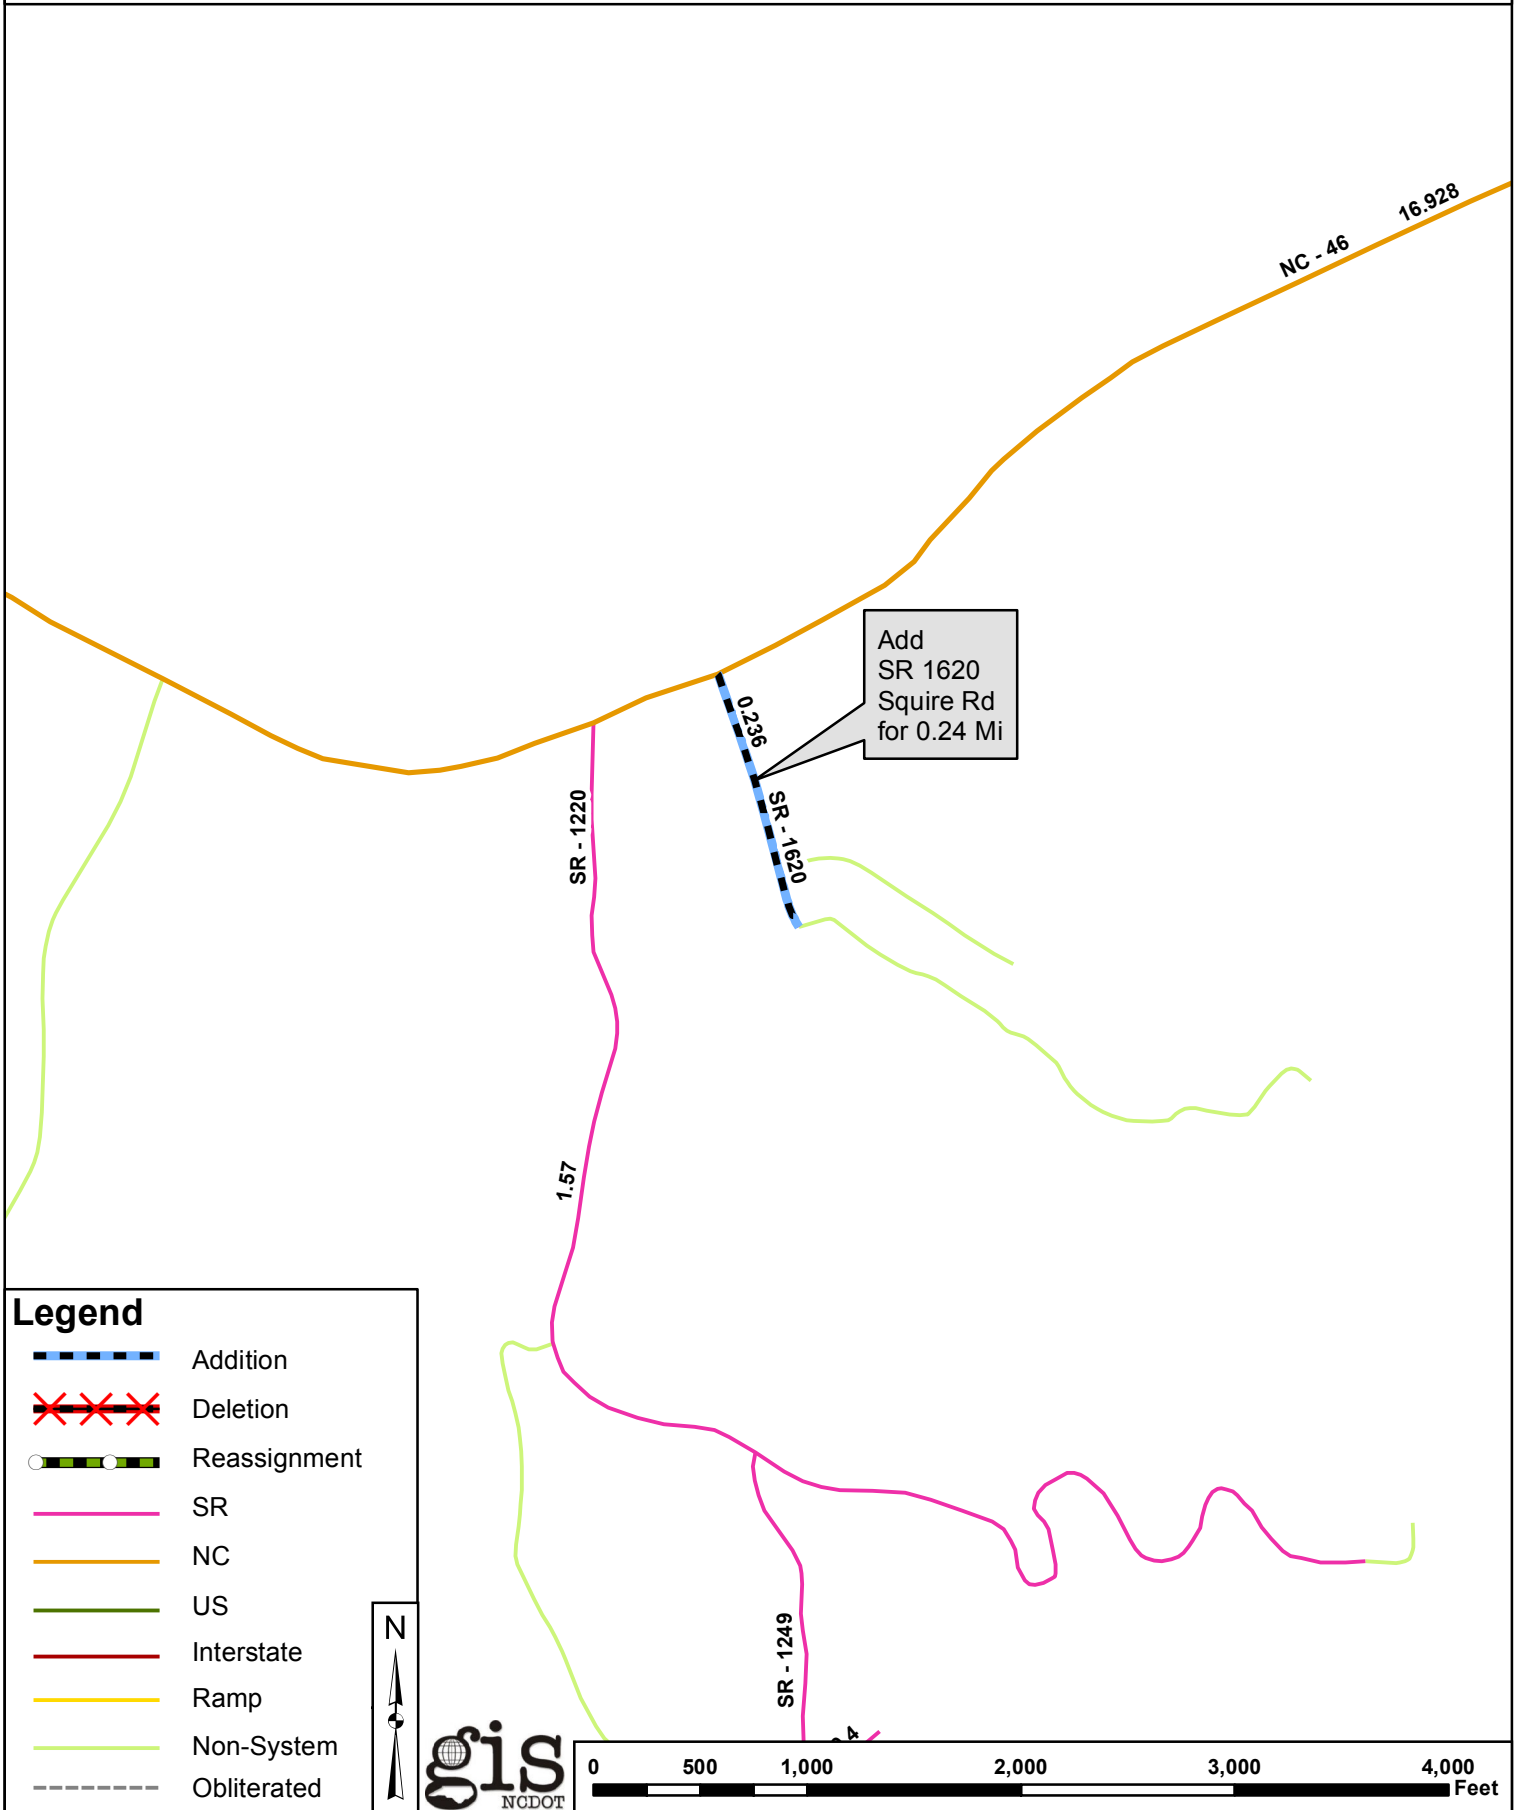 16.928
NC - 46
Add
SR 1620
Squire Rd
for 0.24 Mi
0.236
SR - 1620
SR - 1220
1.57
SR - 1249
Legend
Addition
Deletion
Reassignment
SR
NC
US
Interstate
Ramp
Non-System
Obliterated
N
gis
NCDOT
0 500 1,000 2,000 3,000 4,000
Feet